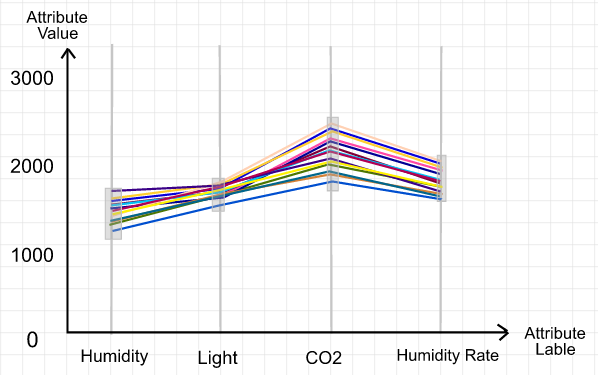 Attribute
Value
3000
2000
1000
0
Humidity
Light
CO2
Humidity Rate
Attribute
Lable